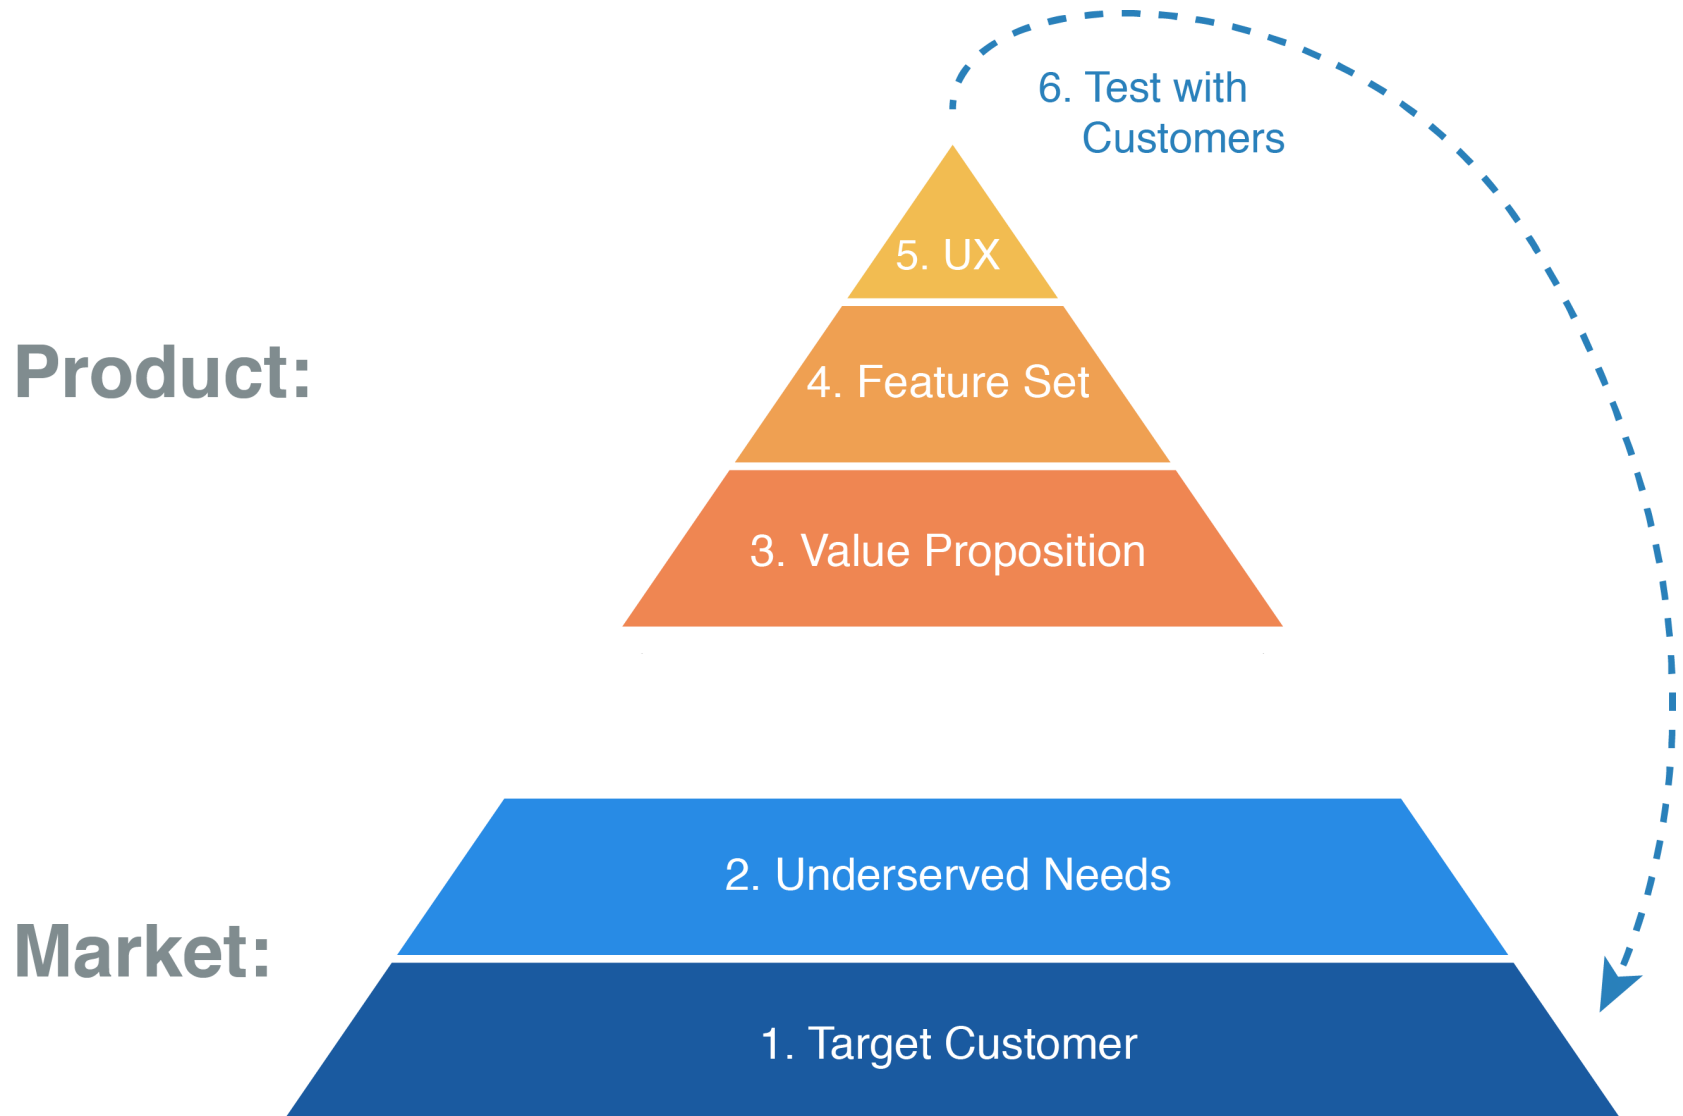 6. Test with
Customers
5. UX
Product:
4. Feature Set
3. Value Proposition
2. Underserved Needs
Market:
1. Target Customer